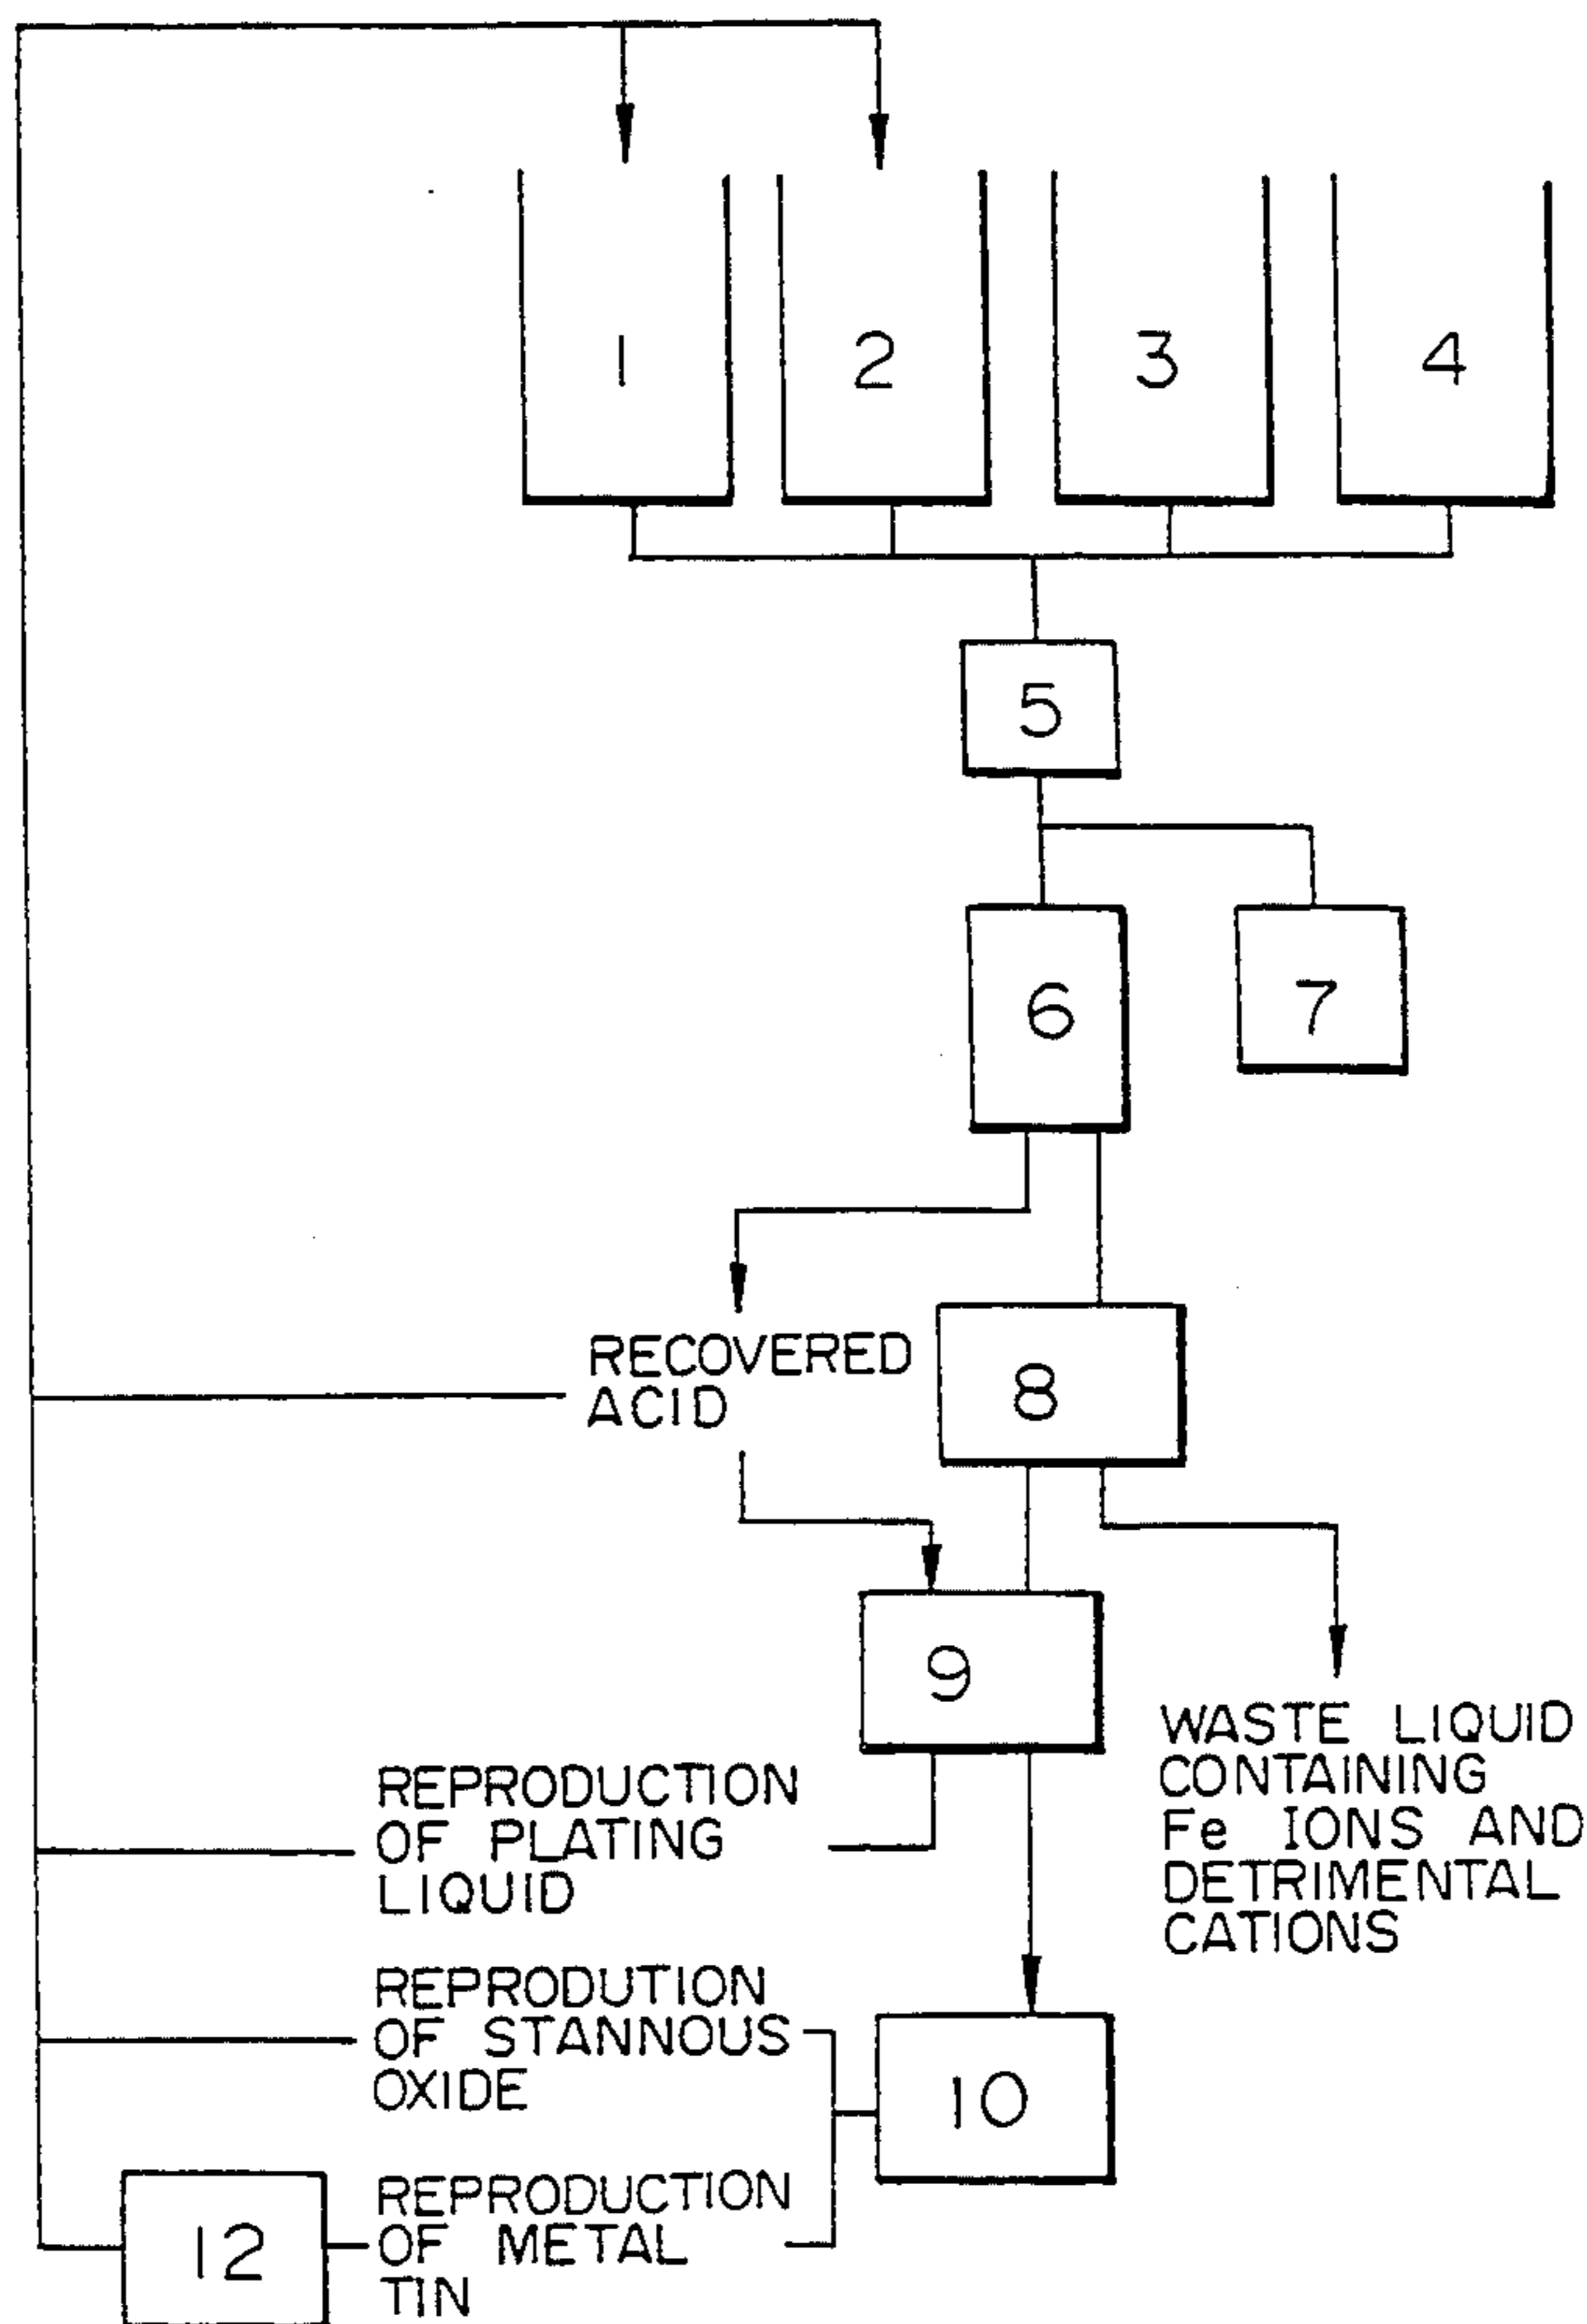 1
2
3
4
5
6
7
RECOVERED
ACID
8
9
WASTE LIQUID
CONTAINING
Fe IONS AND
DETRIMENTAL
CATIONS
REPRODUCTION
OF PLATING
LIQUID
REPRODUTION
OF STANNOUS
OXIDE
10
12
REPRODUCTION
OF METAL
TIN